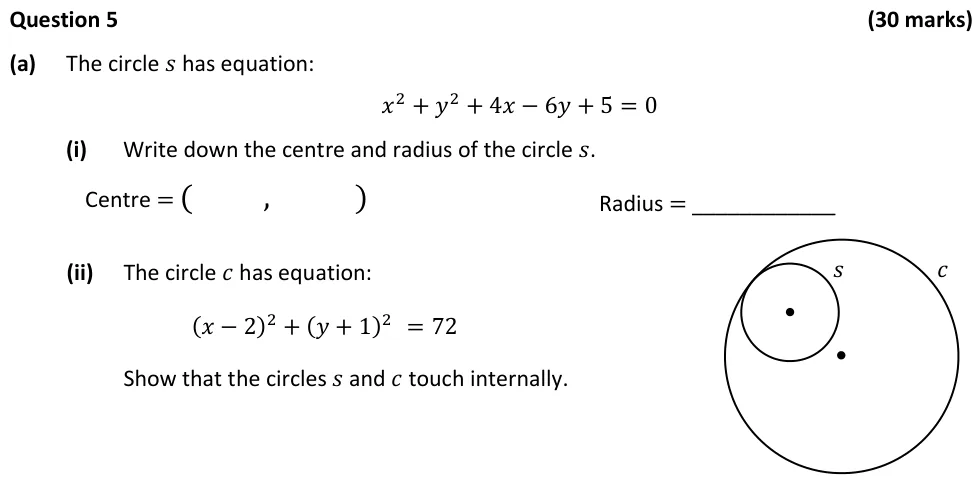 Question 5 (30 marks)
(a) The circle s has equation:
x² + y² + 4x − 6y + 5 = 0
(i) Write down the centre and radius of the circle s.
Centre = ( , ) Radius = ____________
(ii) The circle c has equation:
s c
(x − 2)² + (y + 1)² = 72
Show that the circles s and c touch internally.